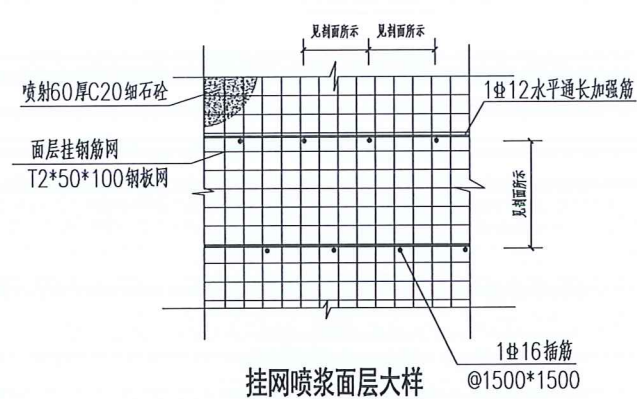 见剖面所示 见剖面所示
喷射60厚C20细石砼
1Φ12水平通长加强筋
面层挂钢筋网
T2*50*100钢板网
见剖面所示
1Φ16插筋
@1500*1500
挂网喷浆面层大样